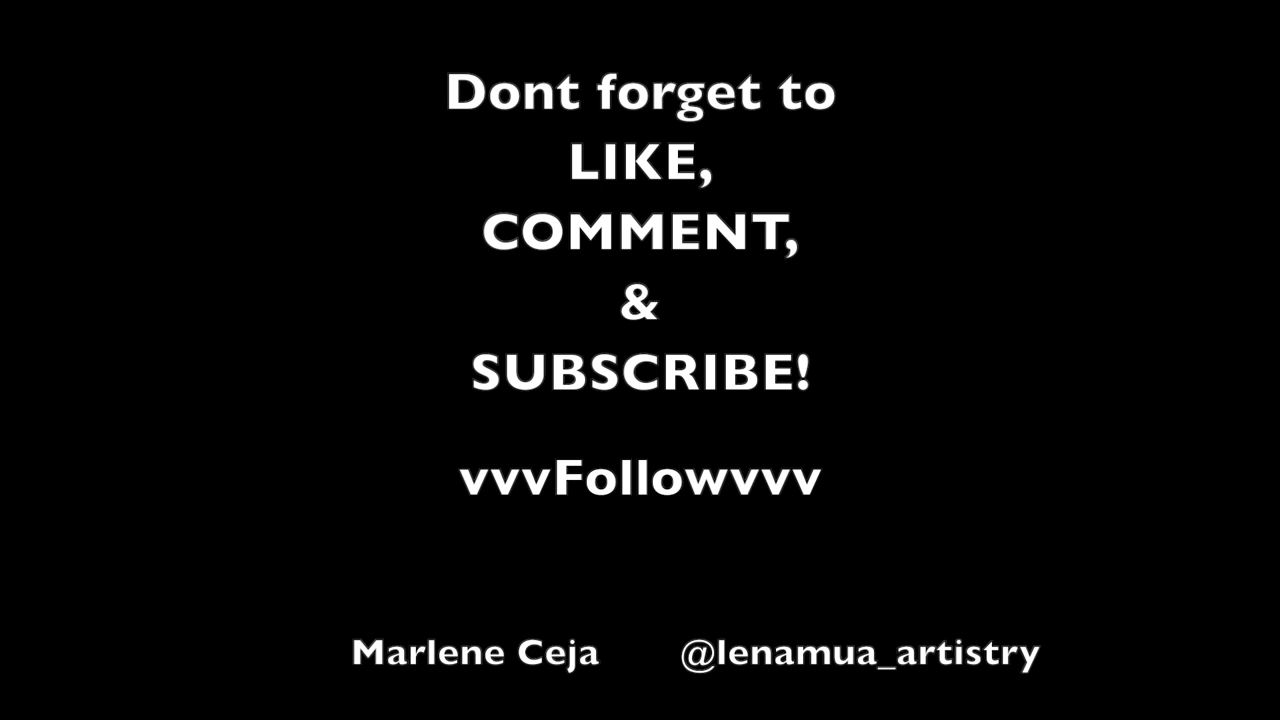 Dont forget to
LIKE,
COMMENT,
&
SUBSCRIBE!
vvvFollowvvv
Marlene Ceja @lenamua_artistry